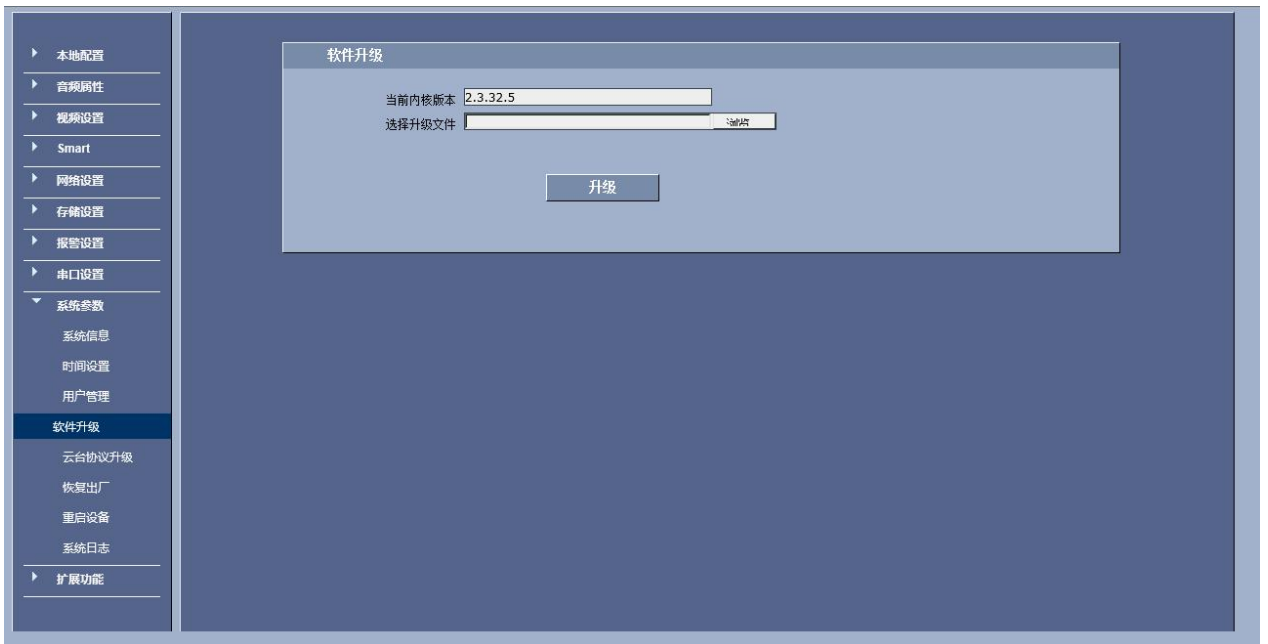 本地配置
音频属性
视频设置
Smart
网络设置
存储设置
报警设置
串口设置
系统参数
系统信息
时间设置
用户管理
软件升级
云台协议升级
恢复出厂
重启设备
系统日志
扩展功能
软件升级
当前内核版本 2.3.32.5
选择升级文件 浏览
升级